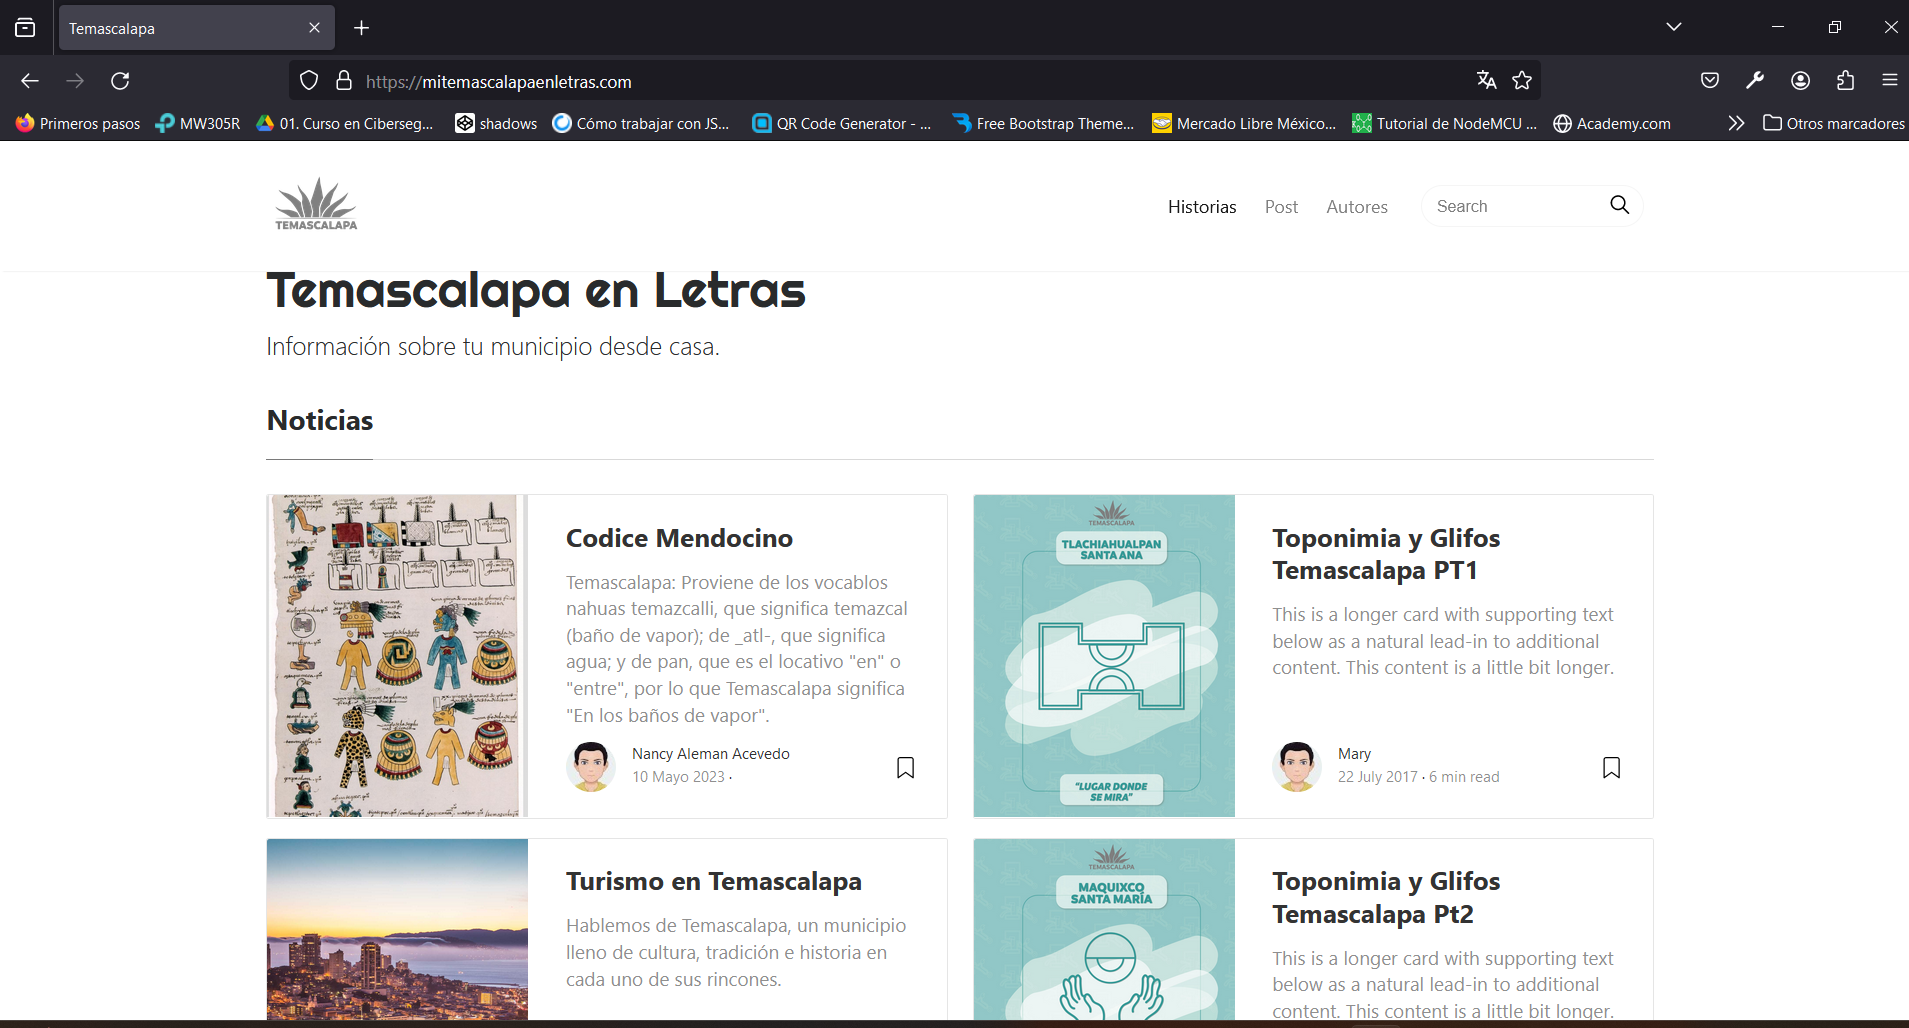 Temascalapa
https://mitemascalapaenletras.com
Primeros pasos
MW305R
01. Curso en Ciberseg...
shadows
Cómo trabajar con JS...
QR Code Generator - ...
Free Bootstrap Theme...
Mercado Libre México...
Tutorial de NodeMCU ...
Academy.com
Otros marcadores
TEMASCALAPA
Historias
Post
Autores
Search
Temascalapa en Letras
Información sobre tu municipio desde casa.
Noticias
Codice Mendocino
Temascalapa: Proviene de los vocablos
nahuas temazcalli, que significa temazcal
(baño de vapor); de _atl-, que significa
agua; y de pan, que es el locativo "en" o
"entre", por lo que Temascalapa significa
"En los baños de vapor".
Nancy Aleman Acevedo
10 Mayo 2023 ·
TEMASCALAPA
TLACHIAHUALPAN
SANTA ANA
"LUGAR DONDE
SE MIRA"
Toponimia y Glifos
Temascalapa PT1
This is a longer card with supporting text
below as a natural lead-in to additional
content. This content is a little bit longer.
Mary
22 July 2017 · 6 min read
Turismo en Temascalapa
Hablemos de Temascalapa, un municipio
lleno de cultura, tradición e historia en
cada uno de sus rincones.
TEMASCALAPA
MAQUIXCO
SANTA MARÍA
Toponimia y Glifos
Temascalapa Pt2
This is a longer card with supporting text
below as a natural lead-in to additional
content. This content is a little bit longer.